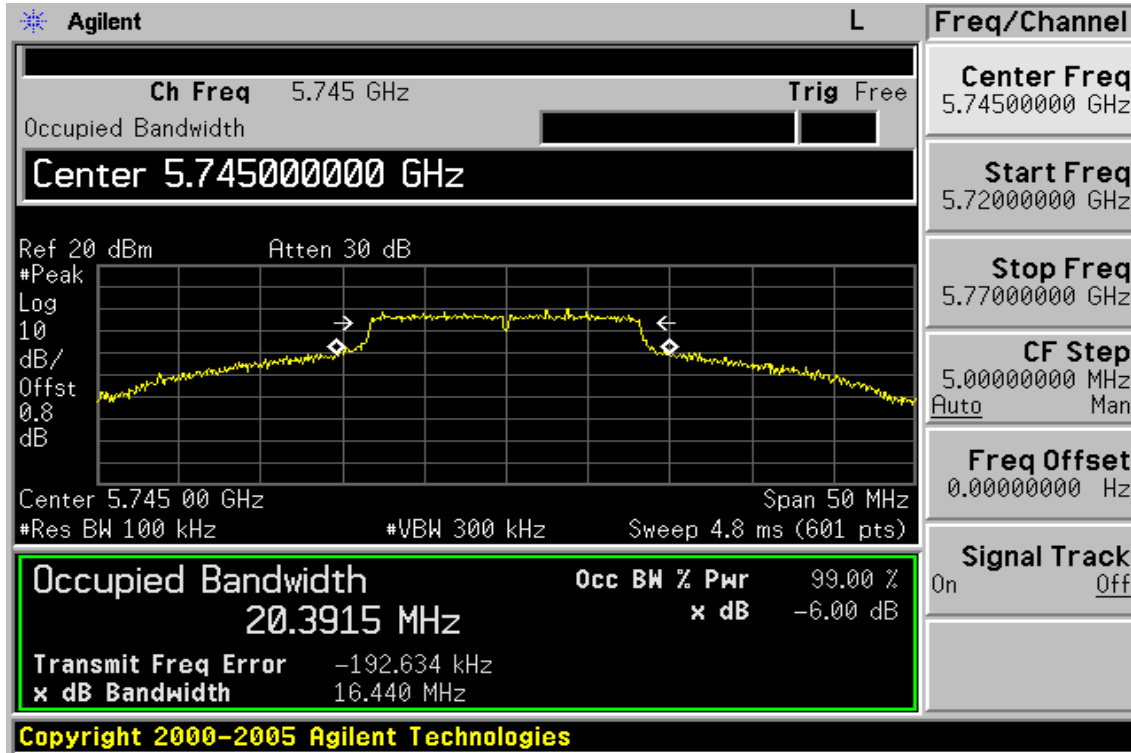 Agilent L
Ch Freq 5.745 GHz Trig Free
Occupied Bandwidth
Center 5.745000000 GHz
Ref 20 dBm Atten 30 dB
#Peak
Log
10
dB/
Offst
0.8
dB
Center 5.745 00 GHz Span 50 MHz
#Res BW 100 kHz #VBW 300 kHz Sweep 4.8 ms (601 pts)
Occupied Bandwidth
20.3915 MHz
Occ BW % Pwr 99.00 %
x dB -6.00 dB
Transmit Freq Error -192.634 kHz
x dB Bandwidth 16.440 MHz
Copyright 2000-2005 Agilent Technologies
Freq/Channel
Center Freq
5.74500000 GHz
Start Freq
5.72000000 GHz
Stop Freq
5.77000000 GHz
CF Step
5.00000000 MHz
Auto Man
Freq Offset
0.00000000 Hz
Signal Track
On Off